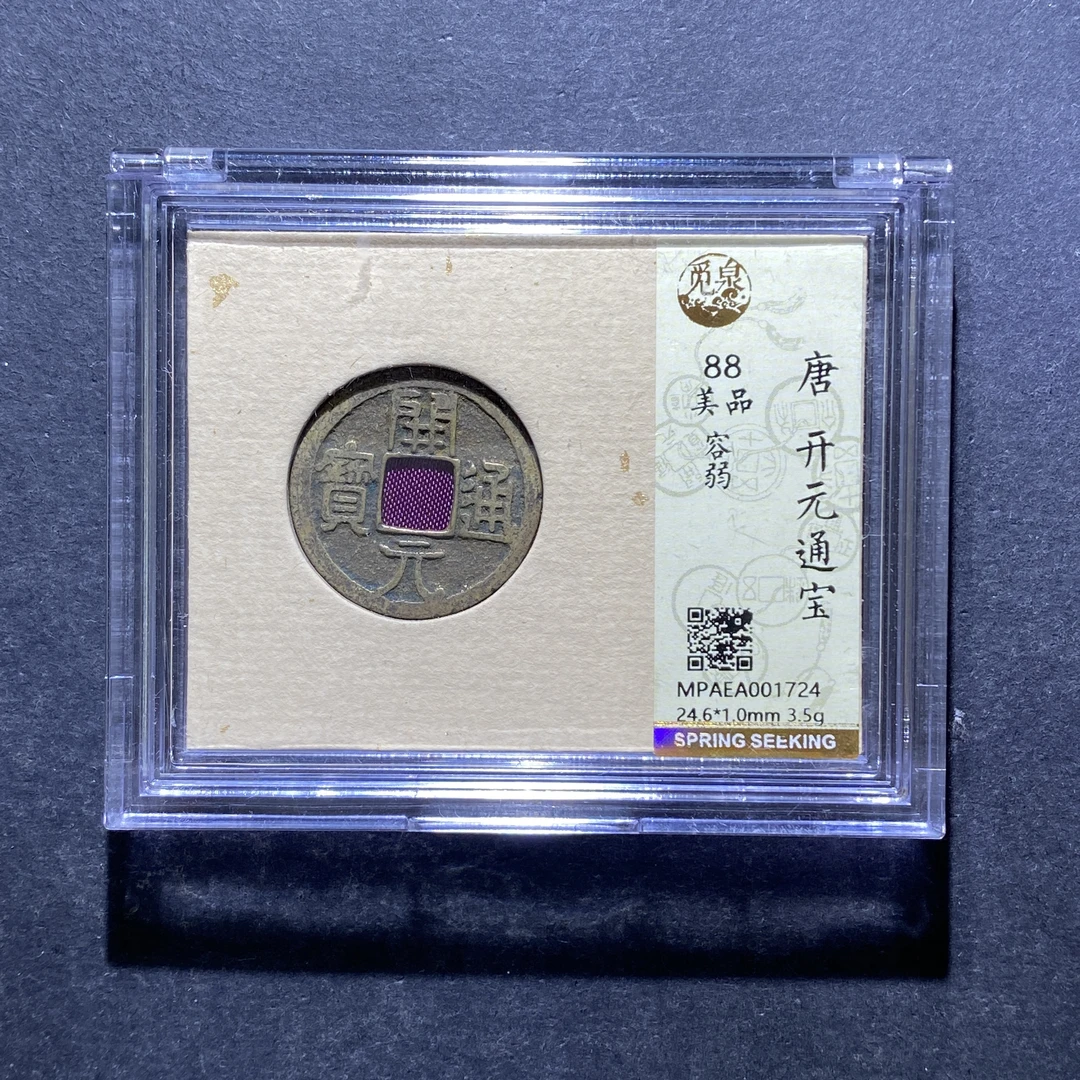 開
通
元
寶
觅泉
88
美品
容弱
唐 开元通宝
MPAEA001724
24.6*1.0mm 3.5g
SPRING SEEKING